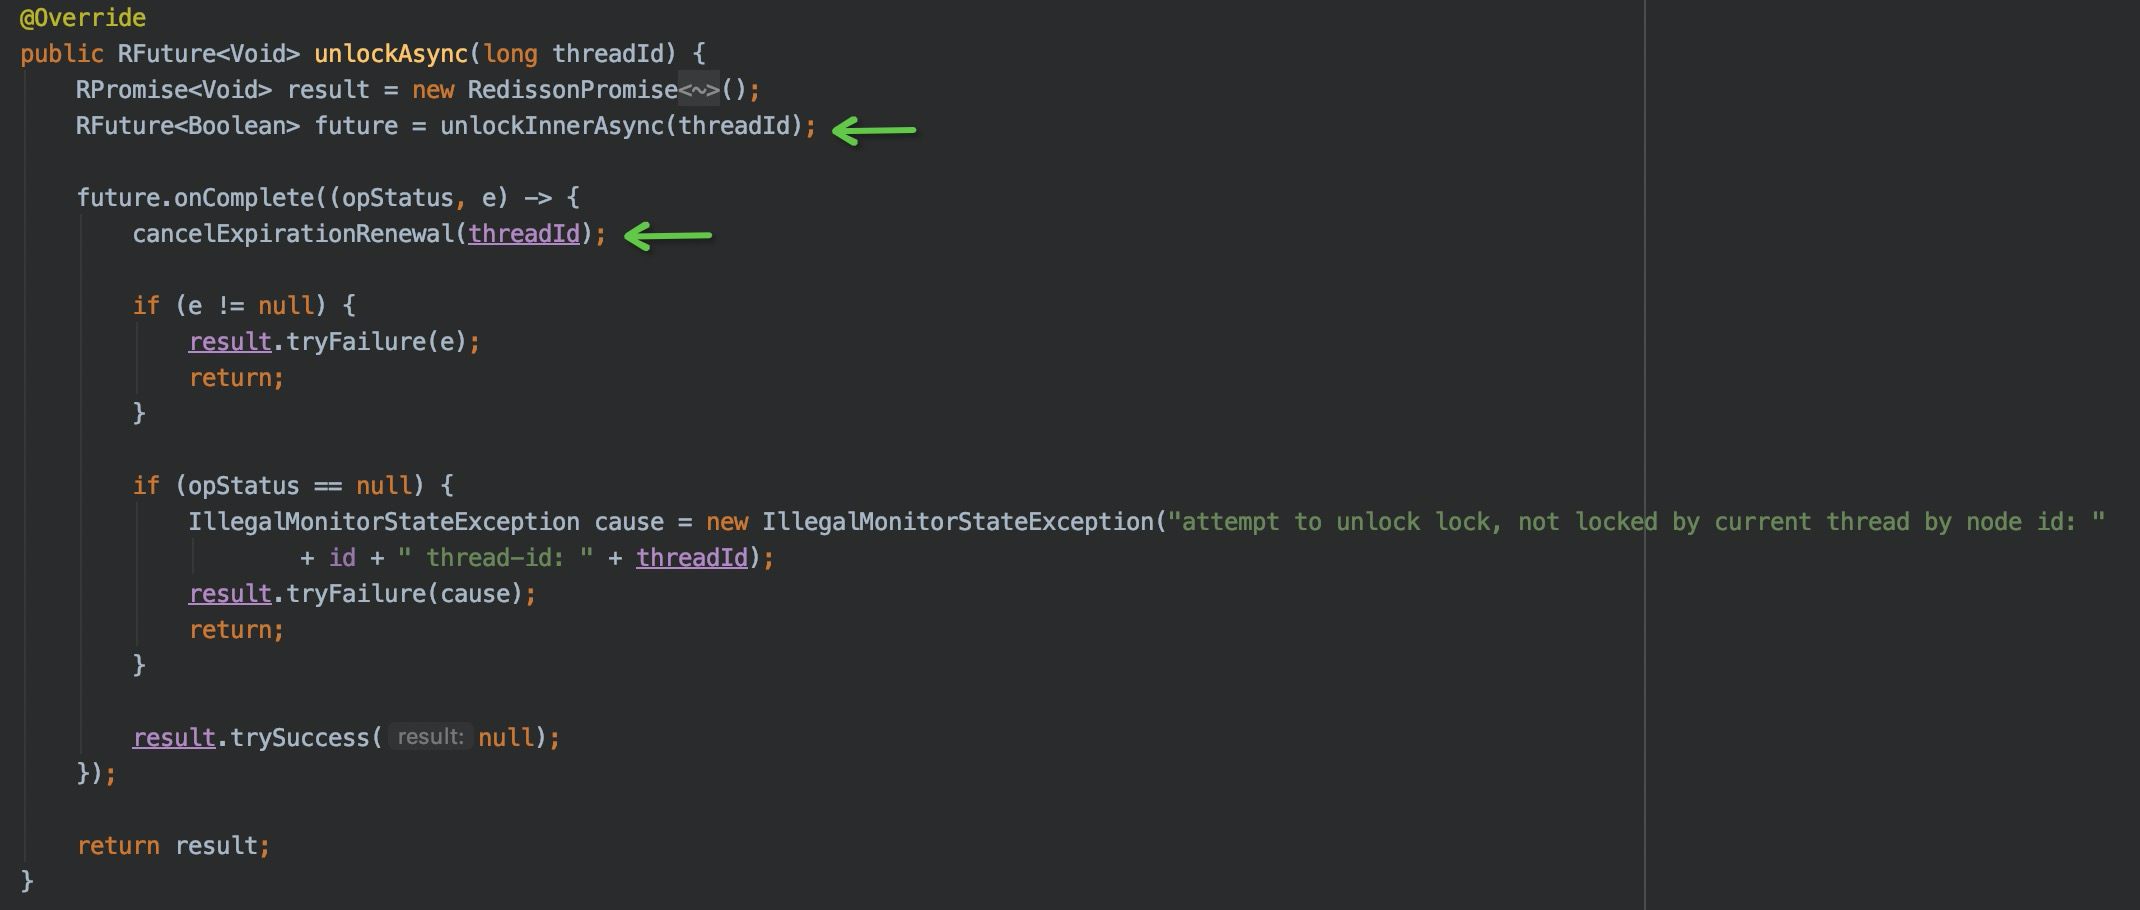 @Override
public RFuture<Void> unlockAsync(long threadId) {
RPromise<Void> result = new RedissonPromise<~>();
RFuture<Boolean> future = unlockInnerAsync(threadId);
future.onComplete((opStatus, e) -> {
cancelExpirationRenewal(threadId);
if (e != null) {
result.tryFailure(e);
return;
}
if (opStatus == null) {
IllegalMonitorStateException cause = new IllegalMonitorStateException("attempt to unlock lock, not locked by current thread by node id: "
+ id + " thread-id: " + threadId);
result.tryFailure(cause);
return;
}
result.trySuccess( result: null);
});
return result;
}